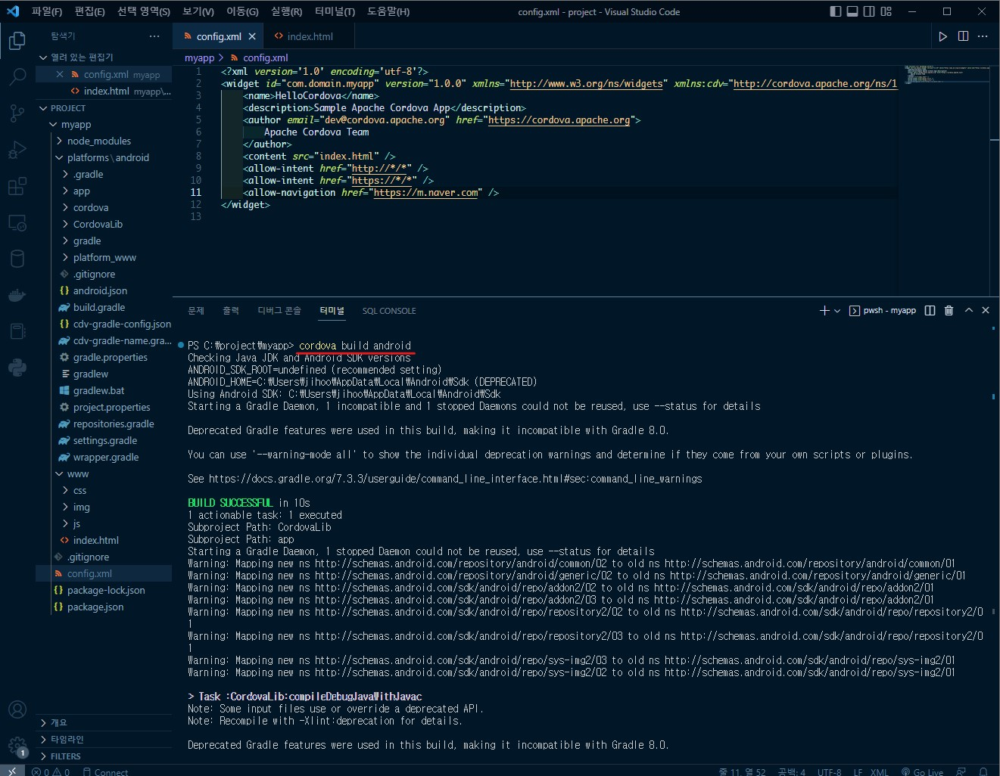 파일(F) 편집(E) 선택 영역(S) 보기(V) 이동(G) 실행(R) 터미널(T) 도움말(H) config.xml - project - Visual Studio Code
탐색기
열려 있는 편집기
config.xml myapp
index.html myapp\...
PROJECT
myapp
node_modules
platforms\android
.gradle
app
cordova
CordovaLib
gradle
platform_www
.gitignore
android.json
build.gradle
cdv-gradle-config.json
cdv-gradle-name.gra...
gradle.properties
gradlew
gradlew.bat
project.properties
repositories.gradle
settings.gradle
wrapper.gradle
www
css
img
js
index.html
.gitignore
config.xml
package-lock.json
package.json
개요
타임라인
FILTERS
1
config.xml index.html
myapp > config.xml
1 <?xml version='1.0' encoding='utf-8'?>
2 <widget id="com.domain.myapp" version="1.0.0" xmlns="http://www.w3.org/ns/widgets" xmlns:cdv="http://cordova.apache.org/ns/1
3 <name>HelloCordova</name>
4 <description>Sample Apache Cordova App</description>
5 <author email="dev@cordova.apache.org" href="https://cordova.apache.org">
6 Apache Cordova Team
7 </author>
8 <content src="index.html" />
9 <allow-intent href="http://*/*" />
10 <allow-intent href="https://*/*" />
11 <allow-navigation href="https://m.naver.com" />
12 </widget>
13
문제 출력 디버그 콘솔 터미널 SQL CONSOLE pwsh - myapp
PS C:₩project₩myapp> cordova build android
Checking Java JDK and Android SDK versions
ANDROID_SDK_ROOT=undefined (recommended setting)
ANDROID_HOME=C:₩Users₩jihoo₩AppData₩Local₩Android₩Sdk (DEPRECATED)
Using Android SDK: C:₩Users₩jihoo₩AppData₩Local₩Android₩Sdk
Starting a Gradle Daemon, 1 incompatible and 1 stopped Daemons could not be reused, use --status for details
Deprecated Gradle features were used in this build, making it incompatible with Gradle 8.0.
You can use '--warning-mode all' to show the individual deprecation warnings and determine if they come from your own scripts or plugins.
See https://docs.gradle.org/7.3.3/userguide/command_line_interface.html#sec:command_line_warnings
BUILD SUCCESSFUL in 10s
1 actionable task: 1 executed
Subproject Path: CordovaLib
Subproject Path: app
Starting a Gradle Daemon, 1 stopped Daemon could not be reused, use --status for details
Warning: Mapping new ns http://schemas.android.com/repository/android/common/02 to old ns http://schemas.android.com/repository/android/common/01
Warning: Mapping new ns http://schemas.android.com/repository/android/generic/02 to old ns http://schemas.android.com/repository/android/generic/01
Warning: Mapping new ns http://schemas.android.com/sdk/android/repo/addon2/02 to old ns http://schemas.android.com/sdk/android/repo/addon2/01
Warning: Mapping new ns http://schemas.android.com/sdk/android/repo/addon2/03 to old ns http://schemas.android.com/sdk/android/repo/addon2/01
Warning: Mapping new ns http://schemas.android.com/sdk/android/repo/repository2/02 to old ns http://schemas.android.com/sdk/android/repo/repository2/0
1
Warning: Mapping new ns http://schemas.android.com/sdk/android/repo/repository2/03 to old ns http://schemas.android.com/sdk/android/repo/repository2/0
1
Warning: Mapping new ns http://schemas.android.com/sdk/android/repo/sys-img2/03 to old ns http://schemas.android.com/sdk/android/repo/sys-img2/01
Warning: Mapping new ns http://schemas.android.com/sdk/android/repo/sys-img2/02 to old ns http://schemas.android.com/sdk/android/repo/sys-img2/01
> Task :CordovaLib:compileDebugJavaWithJavac
Note: Some input files use or override a deprecated API.
Note: Recompile with -Xlint:deprecation for details.
Deprecated Gradle features were used in this build, making it incompatible with Gradle 8.0.
0 0 Connect 줄 11, 열 52 공백: 4 UTF-8 LF XML Go Live